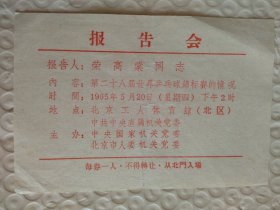 报告会
报告人：荣高棠同志
内容：第二十八届世界乒乓球锦标赛的情况
时间：1965年5月20日（星期四）下午2时
地点：北京工人体育馆（北区）
中共中央直属机关党委
主办：中央国家机关党委
北京市人委机关党委
每券一人·不得转让·从北門入場